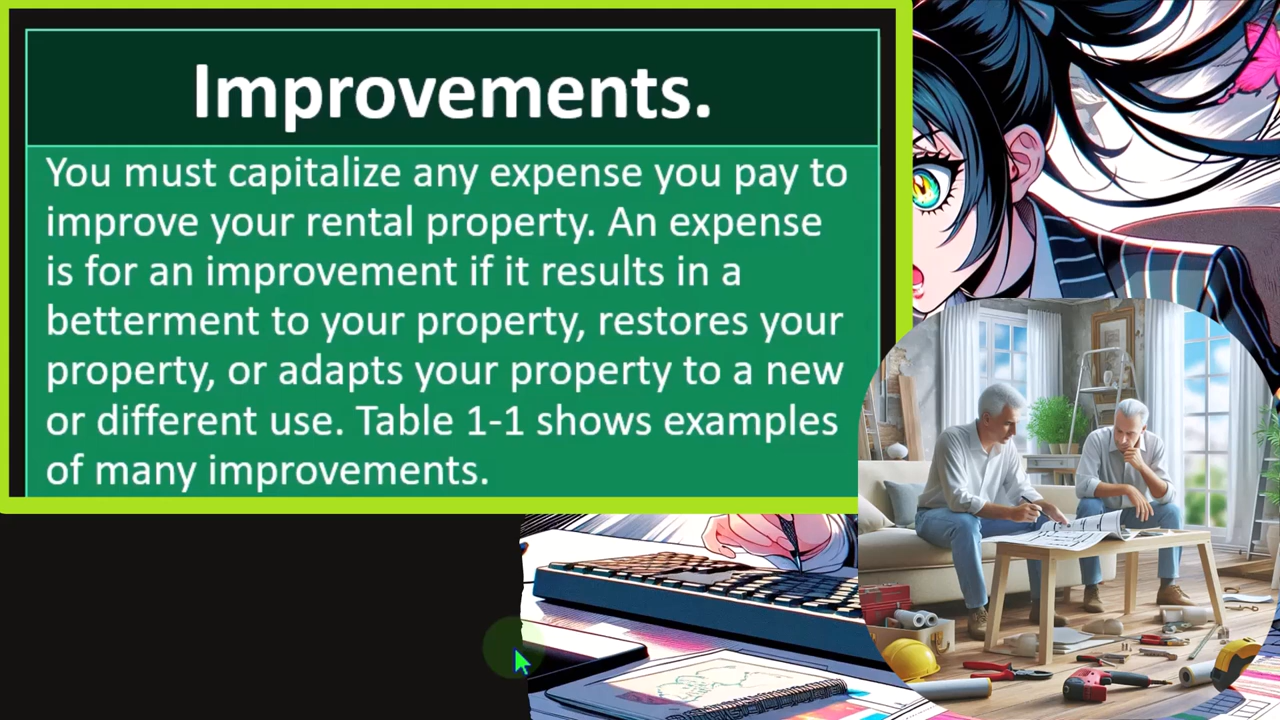 Improvements.
You must capitalize any expense you pay to
improve your rental property. An expense
is for an improvement if it results in a
betterment to your property, restores your
property, or adapts your property to a new
or different use. Table 1-1 shows examples
of many improvements.